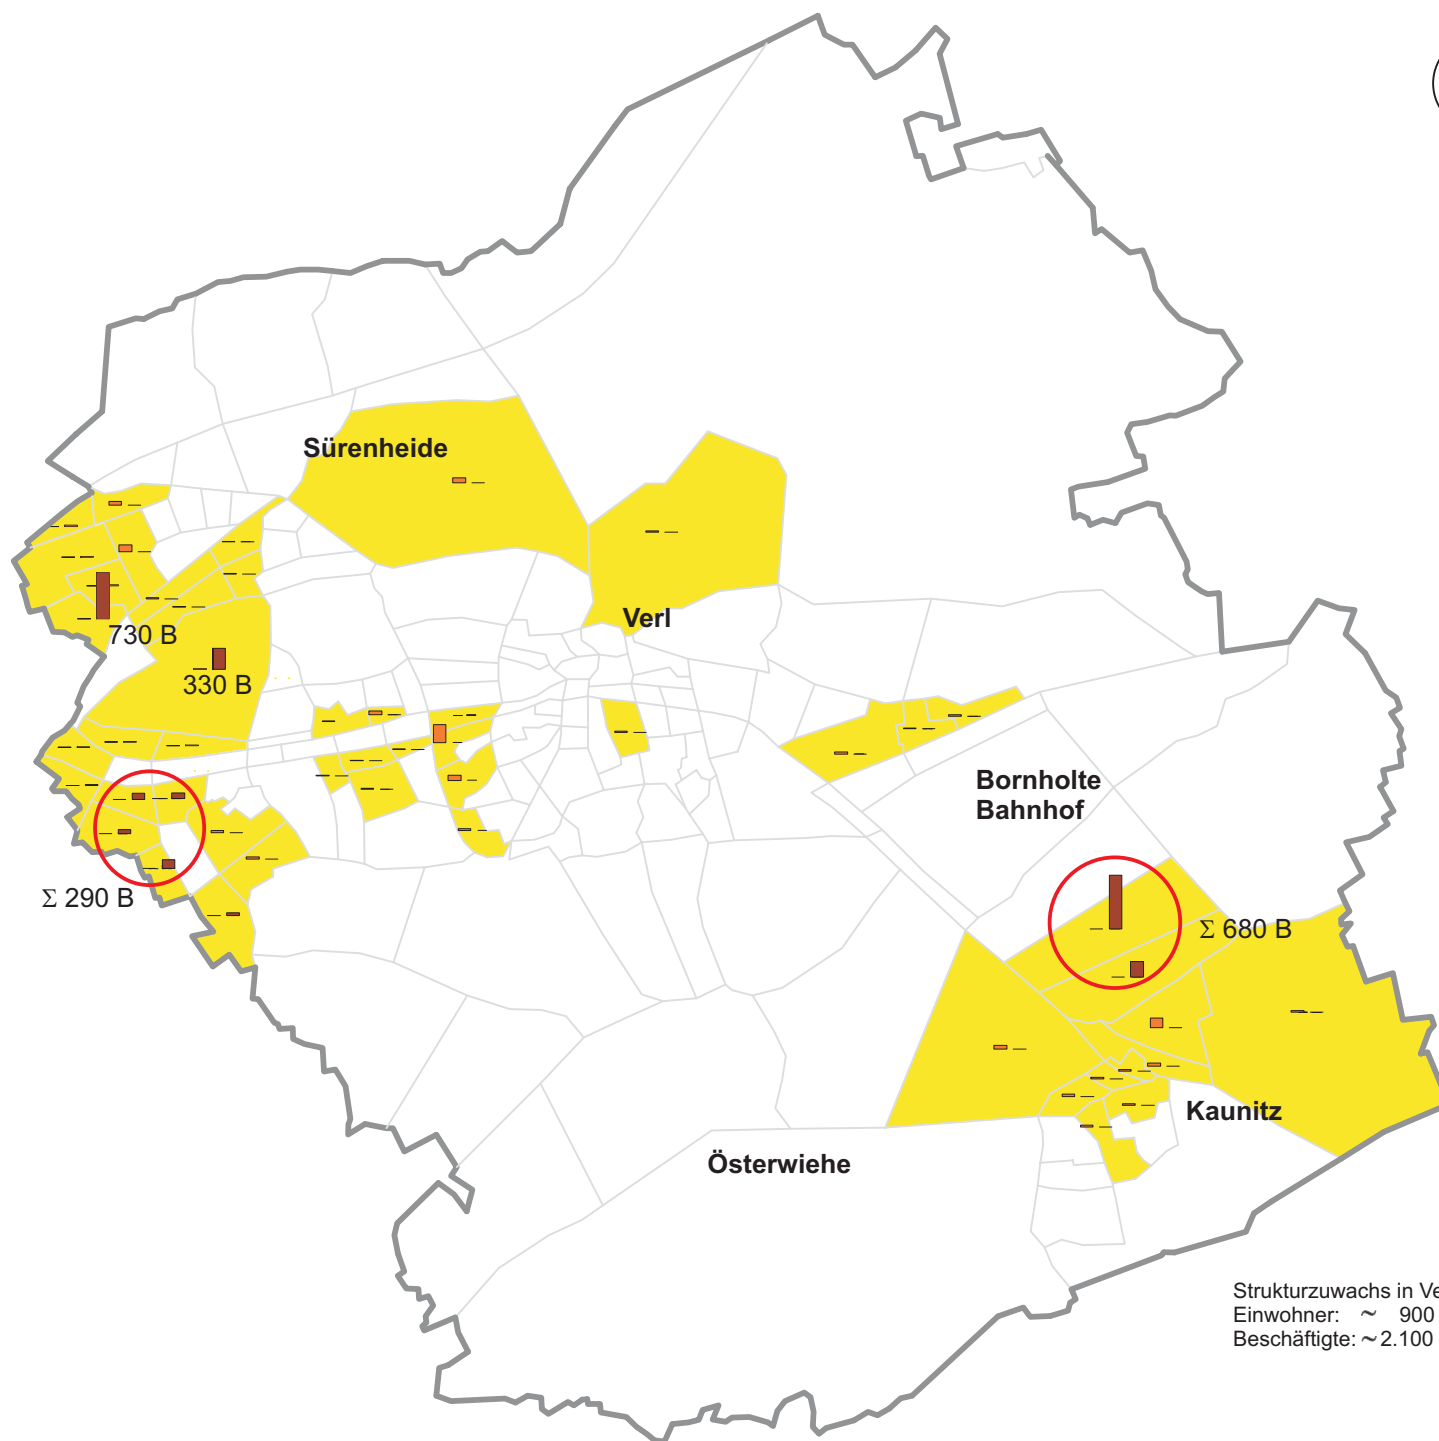 Sürenheide
Verl
730 B
330 B
Bornholte
Bahnhof
Σ 290 B
Σ 680 B
Kaunitz
Österwiehe
Strukturzuwachs in Ve
Einwohner: ~ 900
Beschäftigte: ~2.100